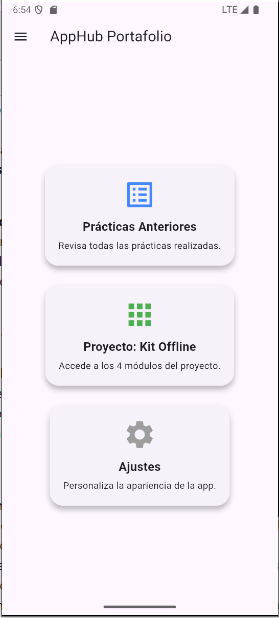 6:54
LTE
AppHub Portafolio
Prácticas Anteriores
Revisa todas las prácticas realizadas.
Proyecto: Kit Offline
Accede a los 4 módulos del proyecto.
Ajustes
Personaliza la apariencia de la app.